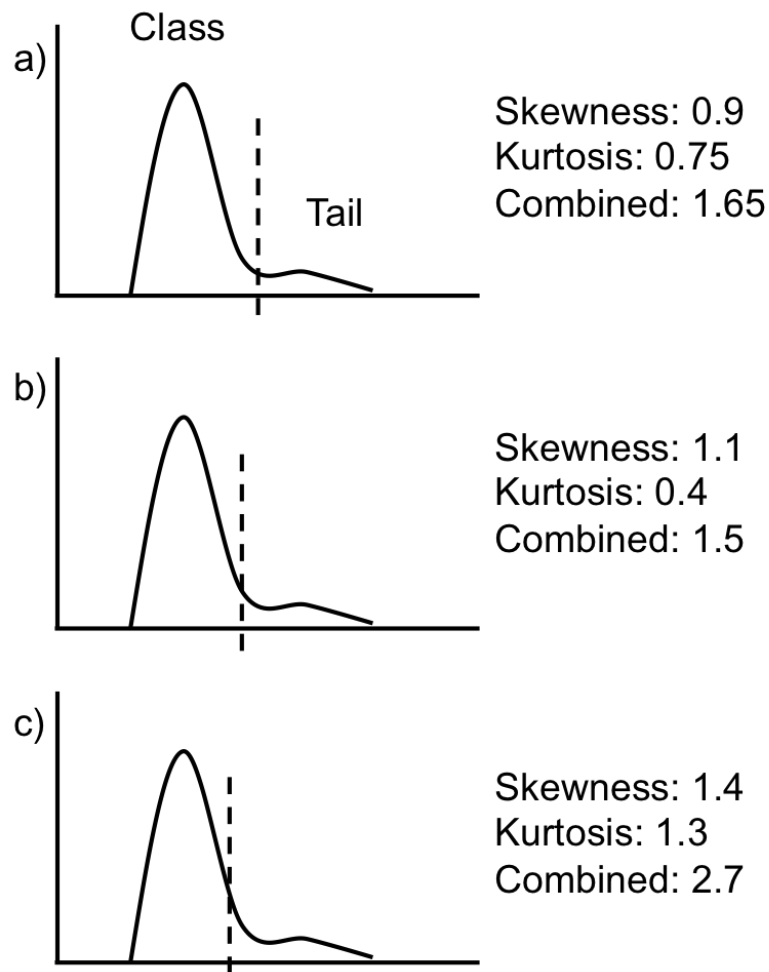 Class
a)
Tail
Skewness: 0.9
Kurtosis: 0.75
Combined: 1.65
b)
Skewness: 1.1
Kurtosis: 0.4
Combined: 1.5
c)
Skewness: 1.4
Kurtosis: 1.3
Combined: 2.7